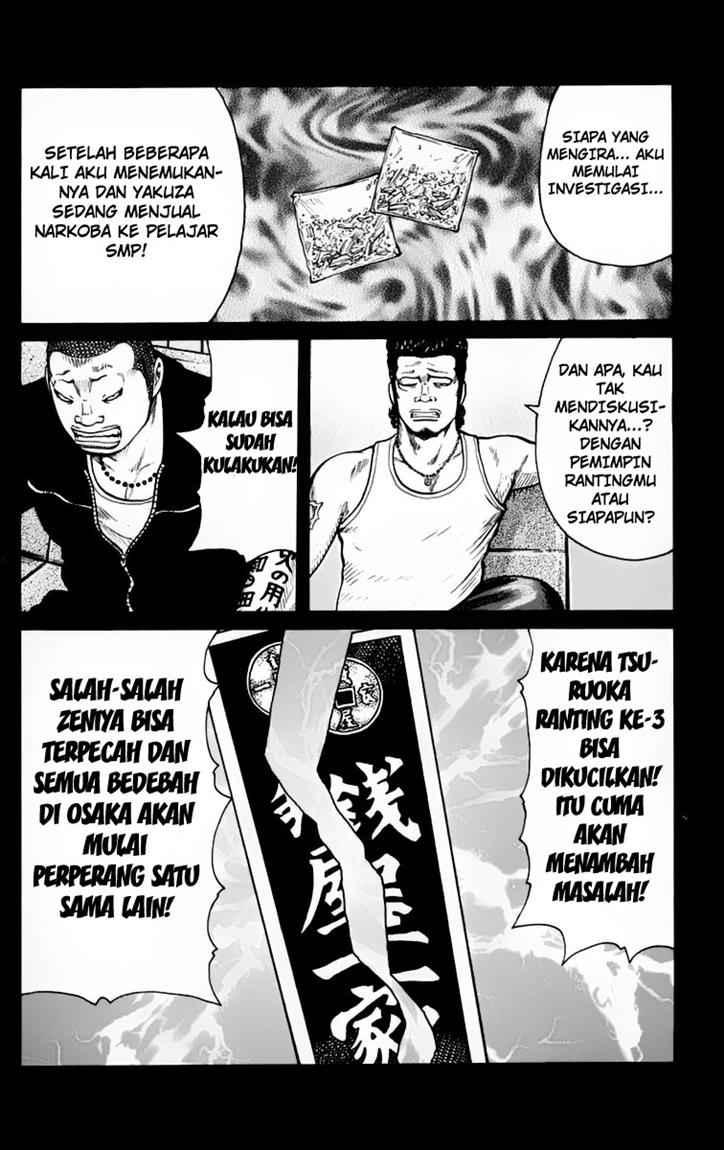 SIAPA YANG
MENGIRA... AKU
MEMULAI
INVESTIGASI...
SETELAH BEBERAPA
KALI AKU MENEMUKAN-
NYA DAN YAKUZA
SEDANG MENJUAL
NARKOBA KE PELAJAR
SMP!
DAN APA, KAU
TAK
MENDISKUSI-
KANNYA...?
DENGAN
PEMIMPIN
RANTINGMU
ATAU
SIAPAPUN?
KALAU BISA
SUDAH
KULAKUKAN!
KARENA TSU-
RUOKA
RANTING KE-3
BISA
DIKUCILKAN!
ITU CUMA
AKAN
MENAMBAH
MASALAH!
銭屋一家
SALAH-SALAH
ZENIYA BISA
TERPECAH DAN
SEMUA BEDEBAH
DI OSAKA AKAN
MULAI
PERPERANG SATU
SAMA LAIN!